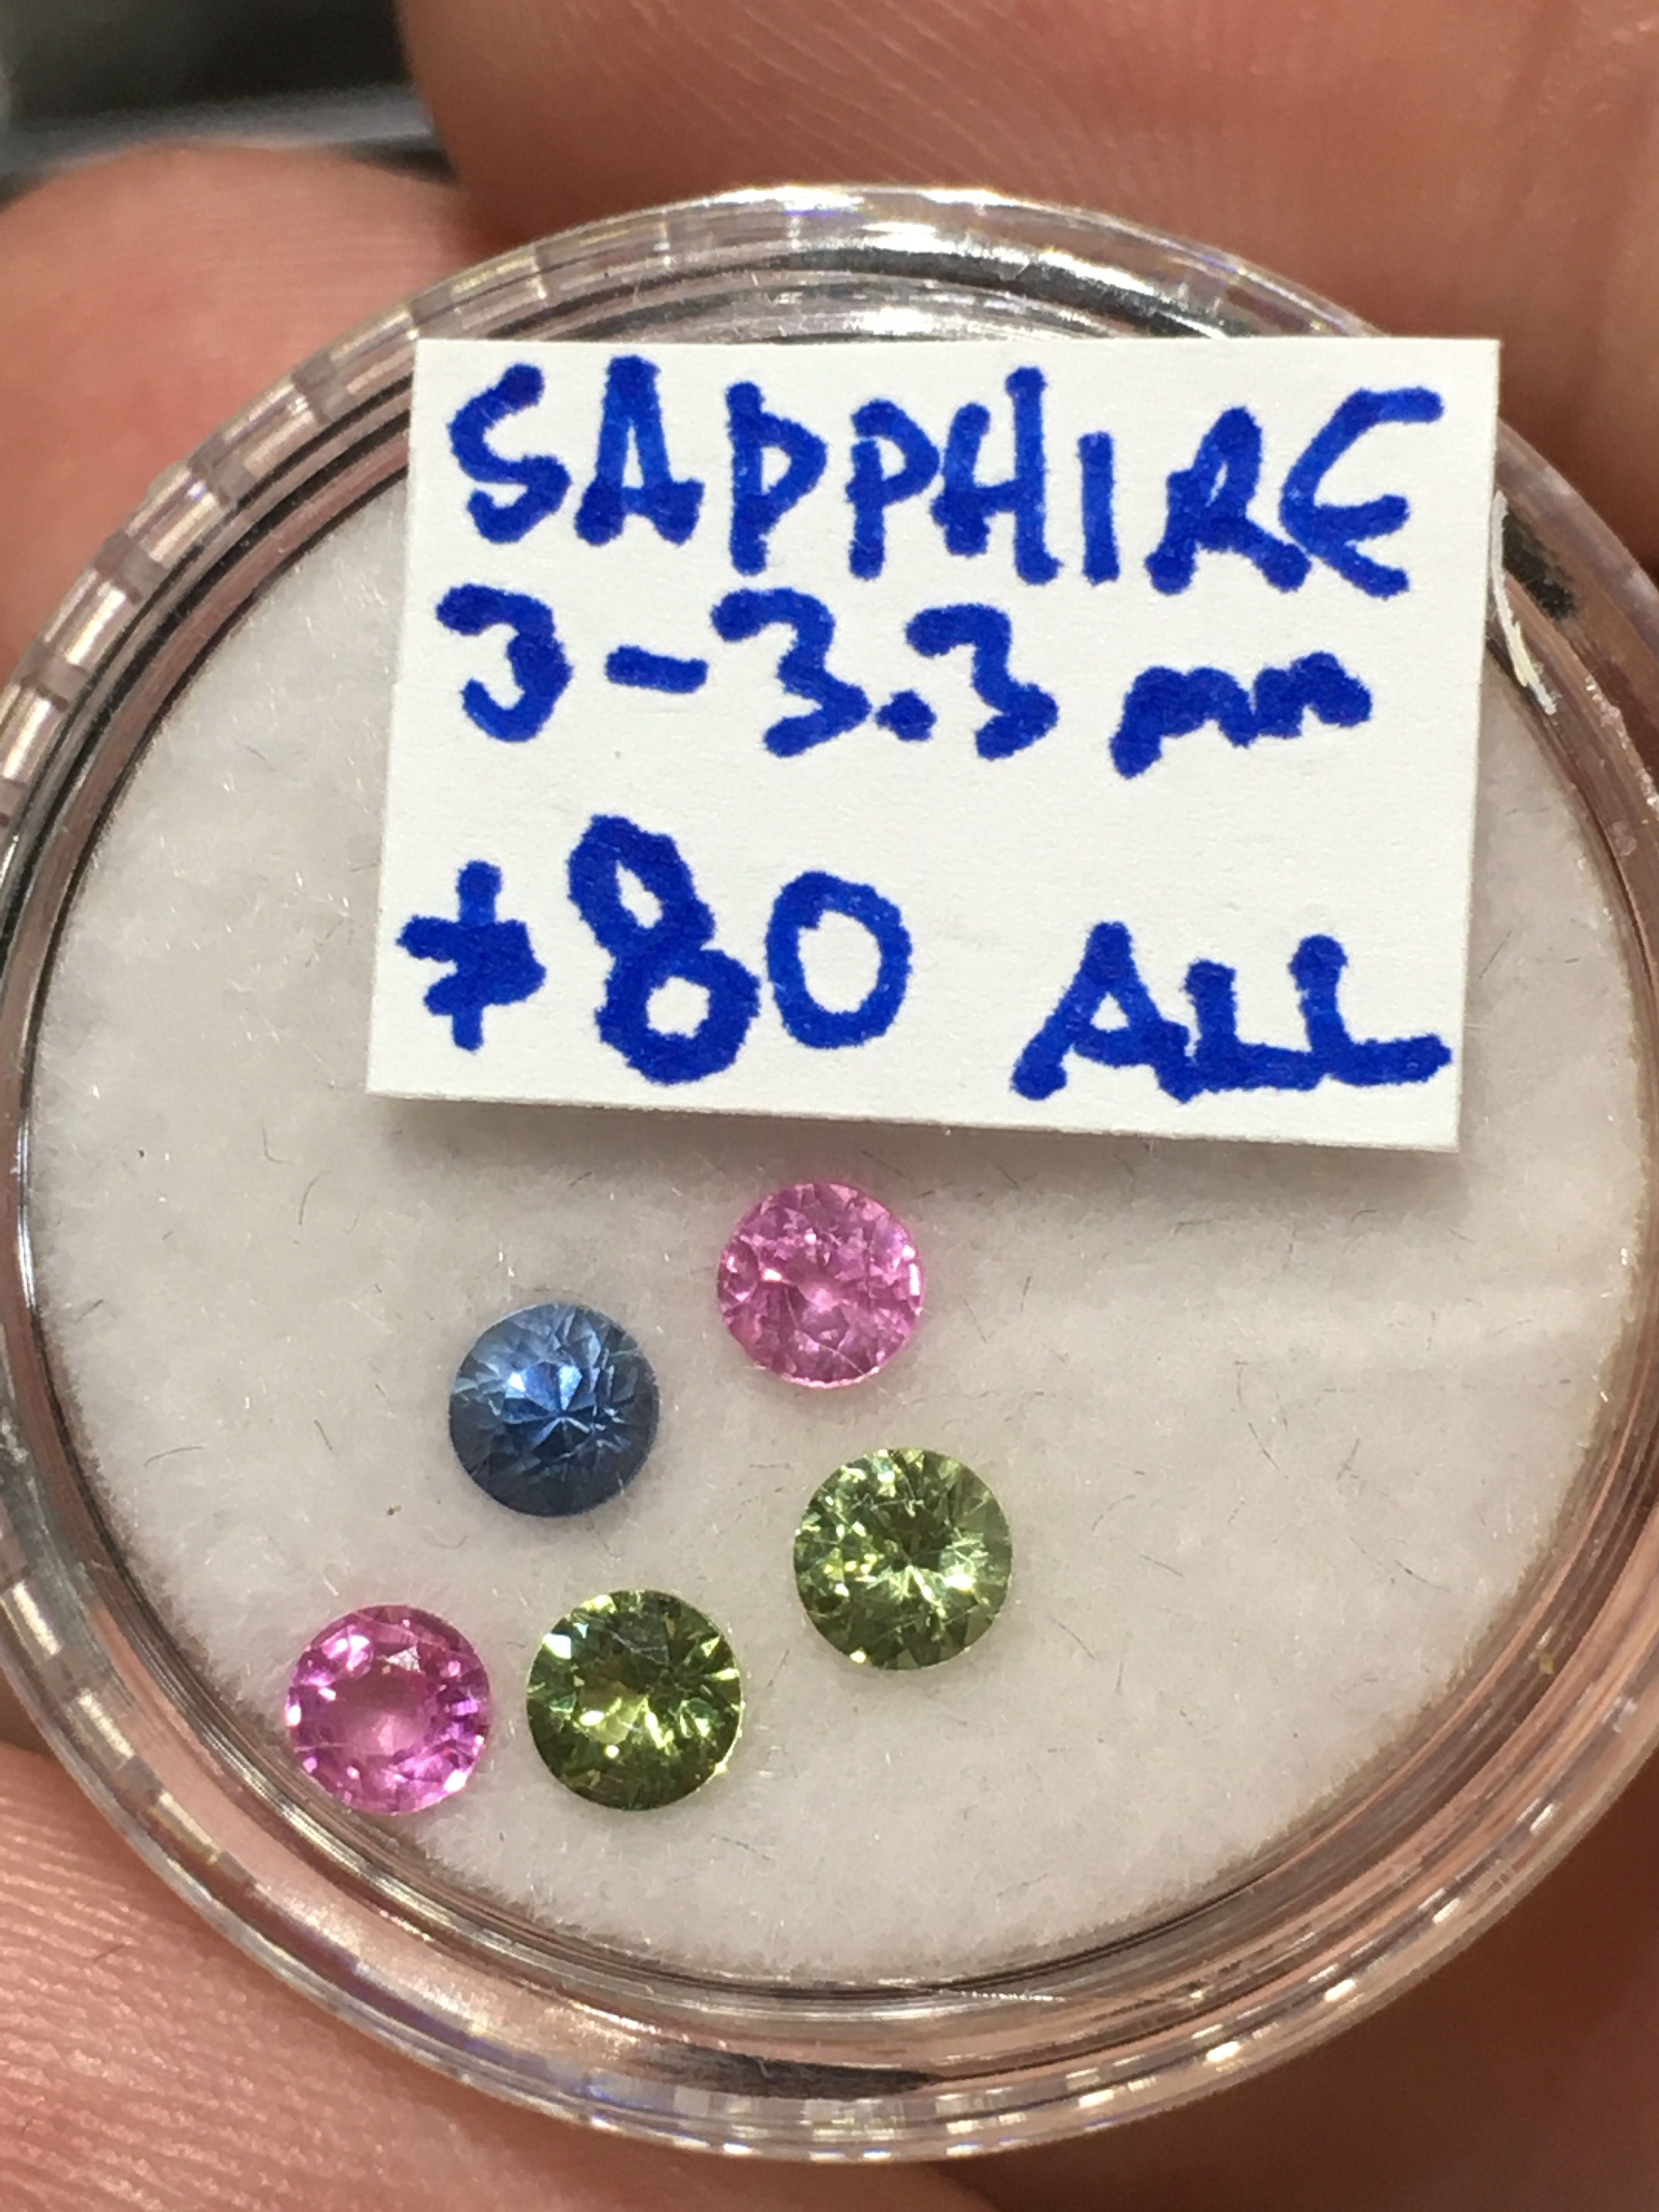 SAPPHIRE
3-3.3 mm
$80 ALL